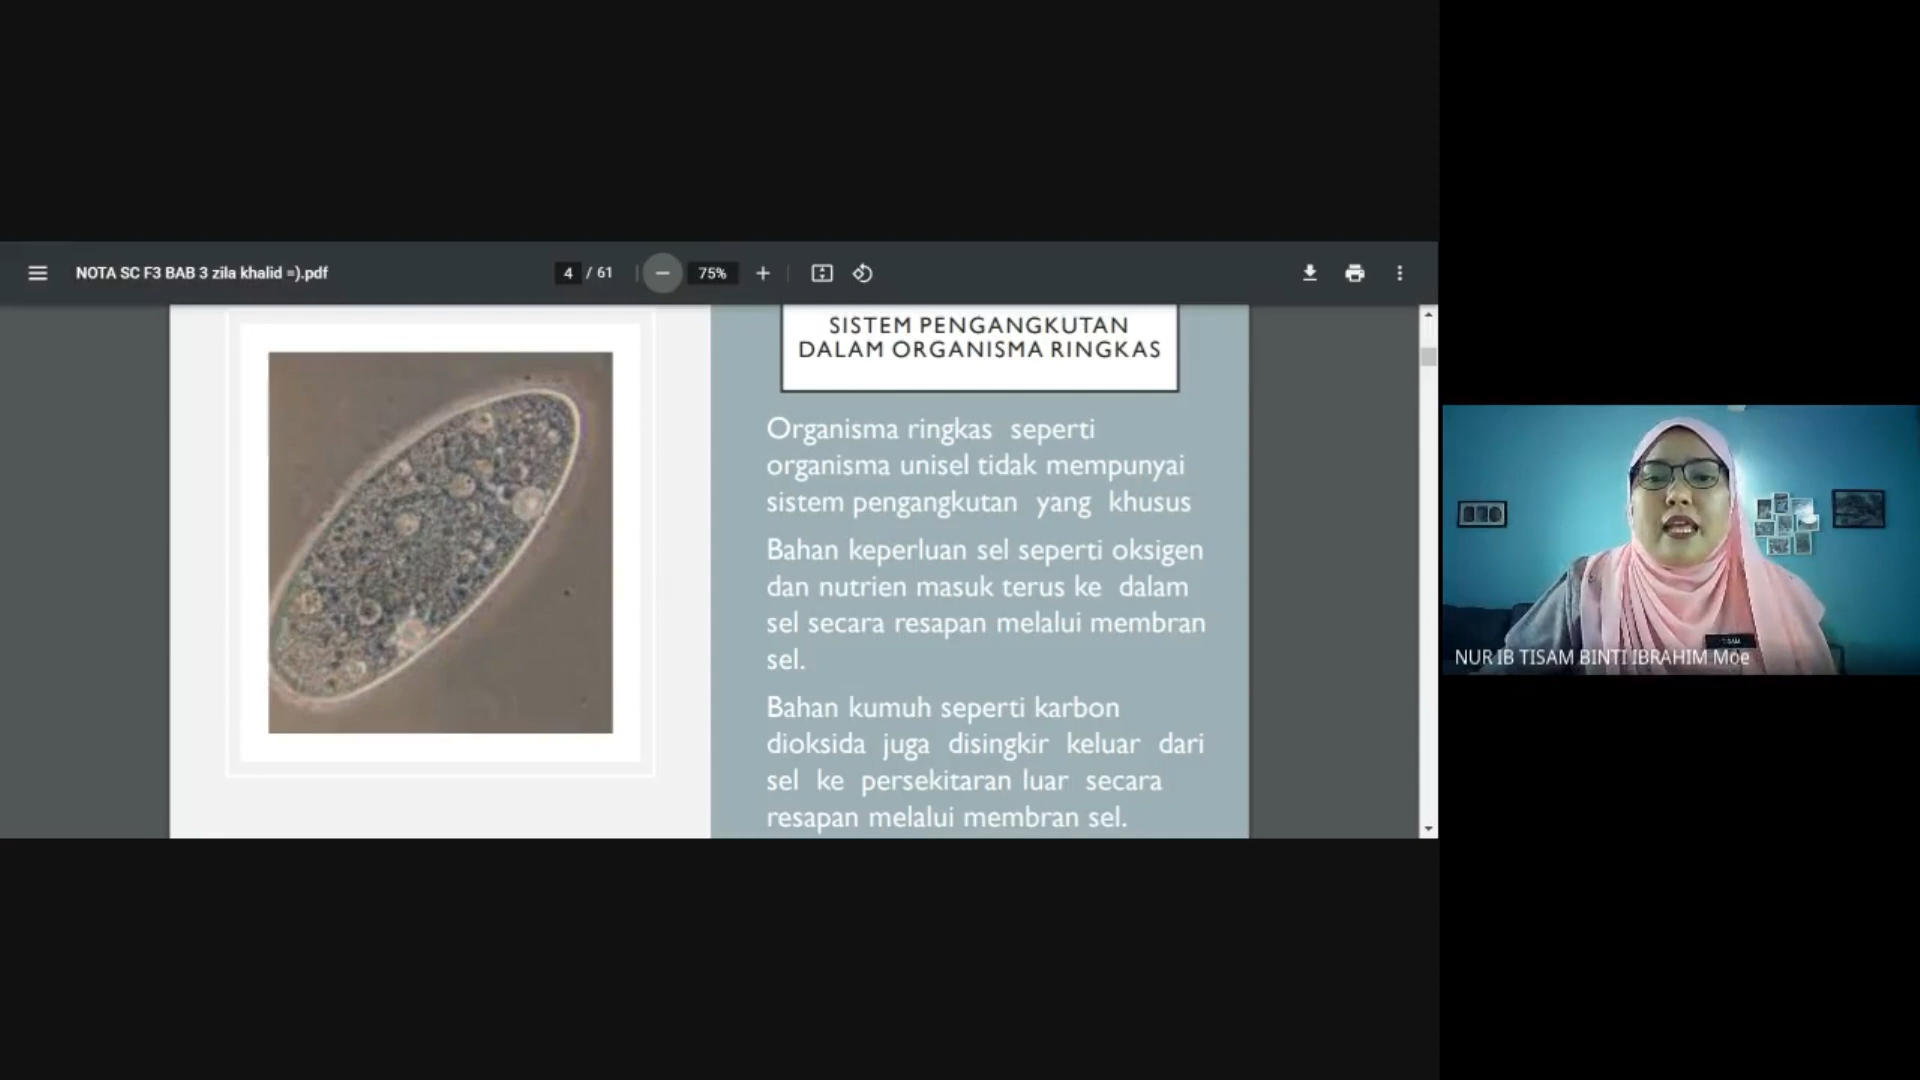 NOTA SC F3 BAB 3 zila khalid =).pdf
4 / 61
75%
SISTEM PENGANGKUTAN
DALAM ORGANISMA RINGKAS
Organisma ringkas seperti
organisma unisel tidak mempunyai
sistem pengangkutan yang khusus
Bahan keperluan sel seperti oksigen
dan nutrien masuk terus ke dalam
sel secara resapan melalui membran
sel.
Bahan kumuh seperti karbon
dioksida juga disingkir keluar dari
sel ke persekitaran luar secara
resapan melalui membran sel.
NUR IB TISAM BINTI IBRAHIM Moe